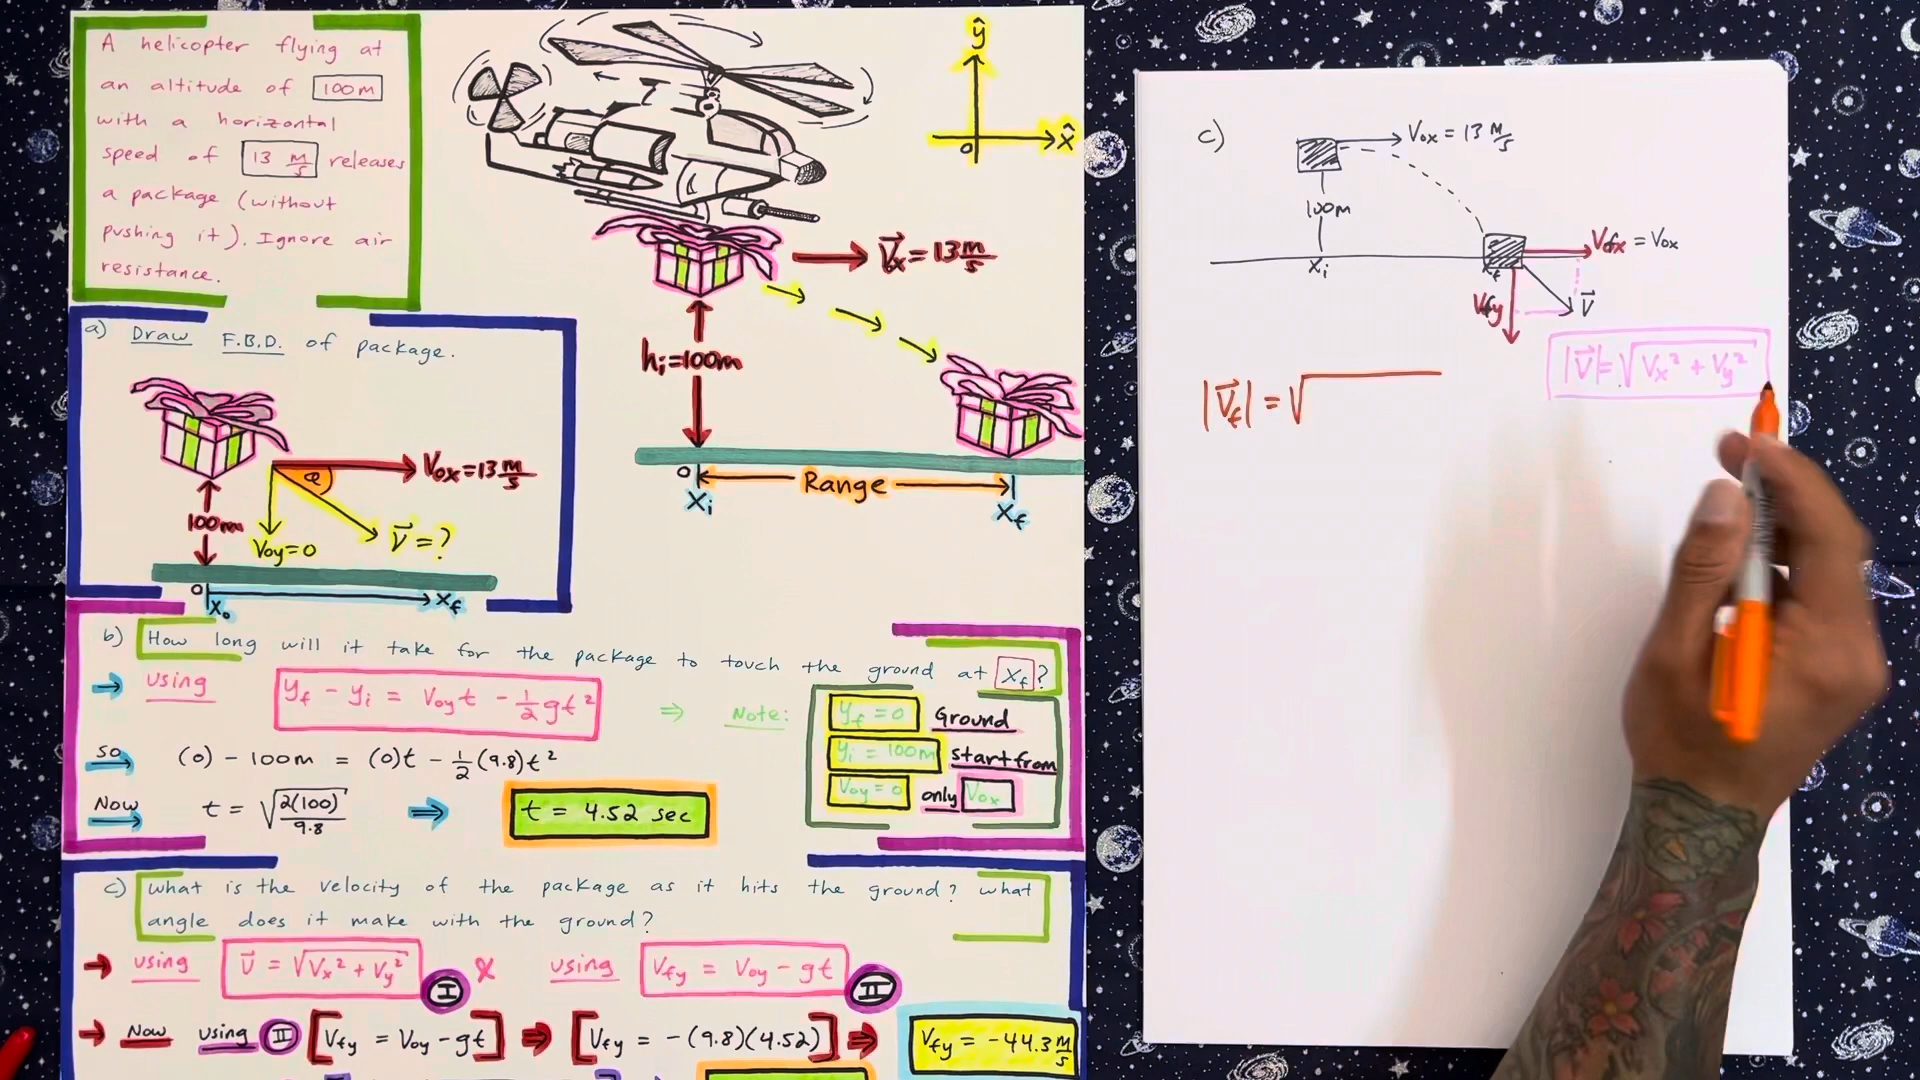 A helicopter flying at
an altitude of 100m
with a horizontal
speed of 13 m/s releases
a package (without
pushing it). Ignore air
resistance.
ŷ
0
x̂
V⃗x = 13 m/s
hi = 100m
0
Xi
Range
Xf
a) Draw F.B.D. of package.
Vox = 13 m/s
100m
Voy = 0
V⃗ = ?
0
Xo
Xf
b) How long will it take for the package to touch the ground at Xf?
→ using yf - yi = Voyt - 1/2 gt² ⇒ Note:
yf = 0 Ground
yi = 100m start from
Voy = 0 only Vox
so (0) - 100m = (0)t - 1/2 (9.8)t²
Now t = √2(100)/9.8 ⇒ t = 4.52 sec
c) what is the velocity of the package as it hits the ground? what
angle does it make with the ground?
→ using V⃗ = √Vx² + Vy² I & using Vfy = Voy - gt II
→ Now using II [Vfy = Voy - gt] ⇒ [Vfy = -(9.8)(4.52)] ⇒ Vfy = -44.3 m/s
c)
Vox = 13 m/s
100m
Xi
Xf
Vfx = Vox
Vfy
V⃗
|V⃗| = √Vx² + Vy²
|V⃗f| = √